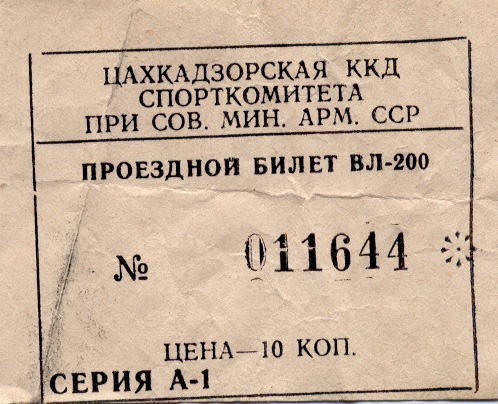 ЦАХКАДЗОРСКАЯ ККД
СПОРТКОМИТЕТА
ПРИ СОВ. МИН. АРМ. ССР
ПРОЕЗДНОЙ БИЛЕТ ВЛ-200
№ 011644
ЦЕНА—10 КОП.
СЕРИЯ А-1